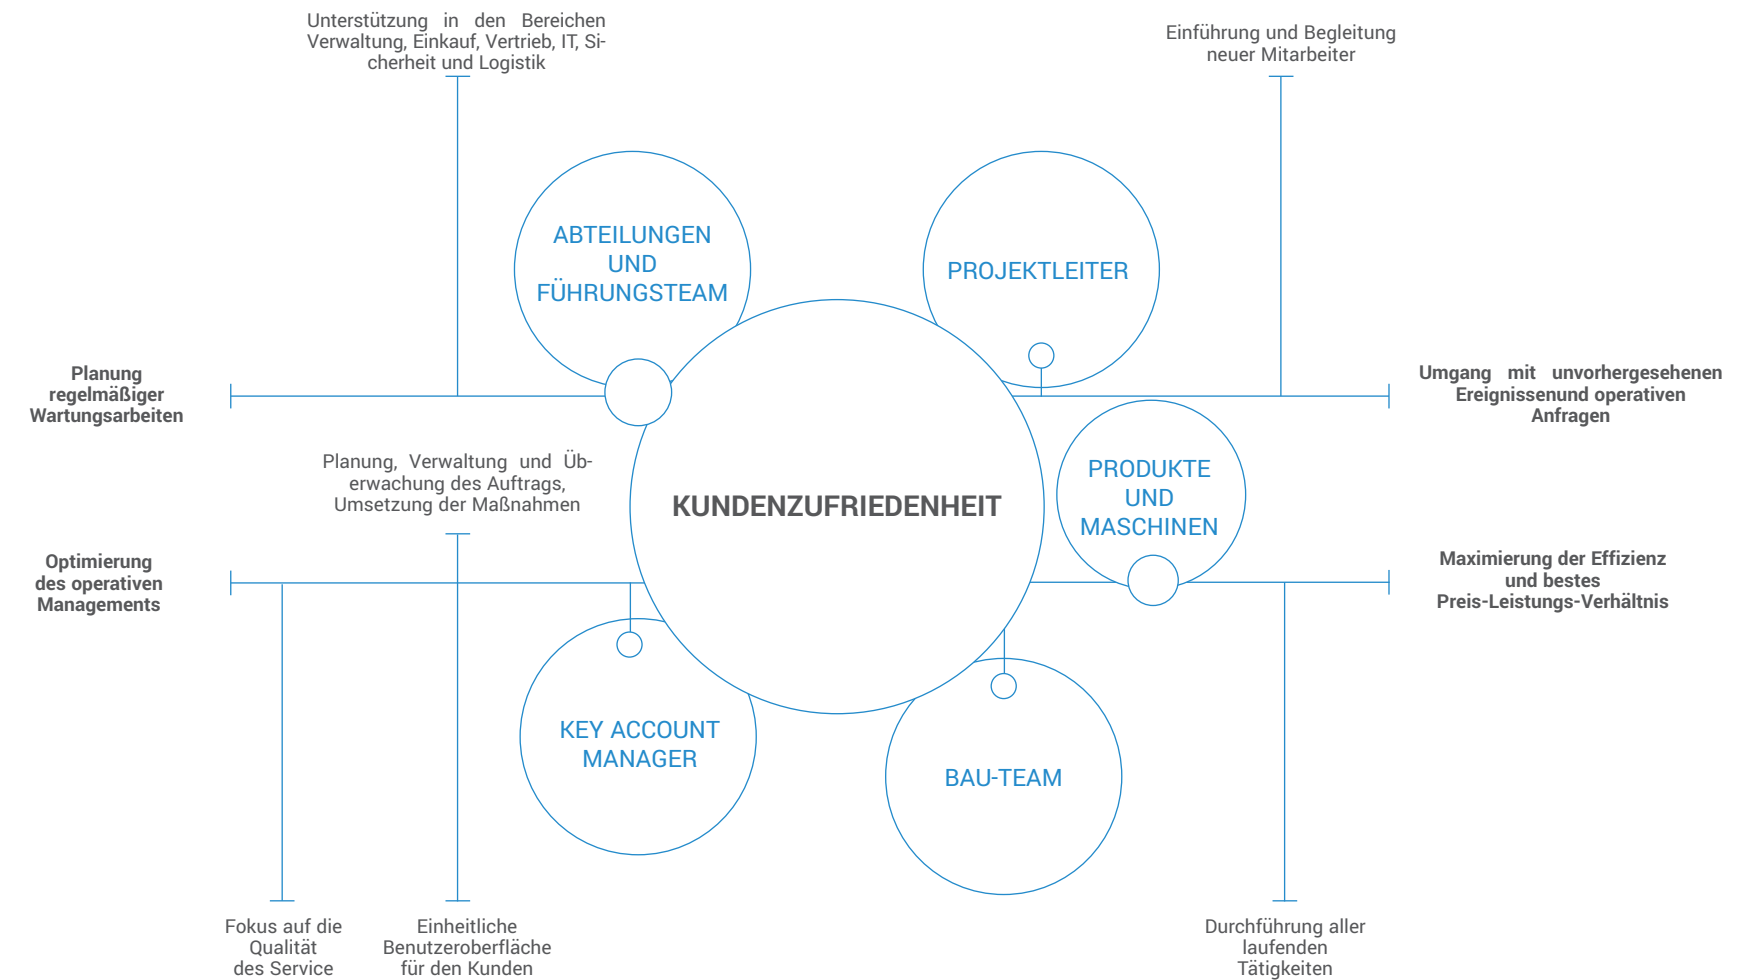 Unterstützung in den Bereichen
Verwaltung, Einkauf, Vertrieb, IT, Si-
cherheit und Logistik
Einführung und Begleitung
neuer Mitarbeiter
ABTEILUNGEN
UND
FÜHRUNGSTEAM
PROJEKTLEITER
Planung
regelmäßiger
Wartungsarbeiten
Umgang mit unvorhergesehenen
Ereignissenund operativen
Anfragen
Planung, Verwaltung und Üb-
erwachung des Auftrags,
Umsetzung der Maßnahmen
KUNDENZUFRIEDENHEIT
PRODUKTE
UND
MASCHINEN
Optimierung
des operativen
Managements
Maximierung der Effizienz
und bestes
Preis-Leistungs-Verhältnis
KEY ACCOUNT
MANAGER
BAU-TEAM
Fokus auf die
Qualität
des Service
Einheitliche
Benutzeroberfläche
für den Kunden
Durchführung aller
laufenden
Tätigkeiten